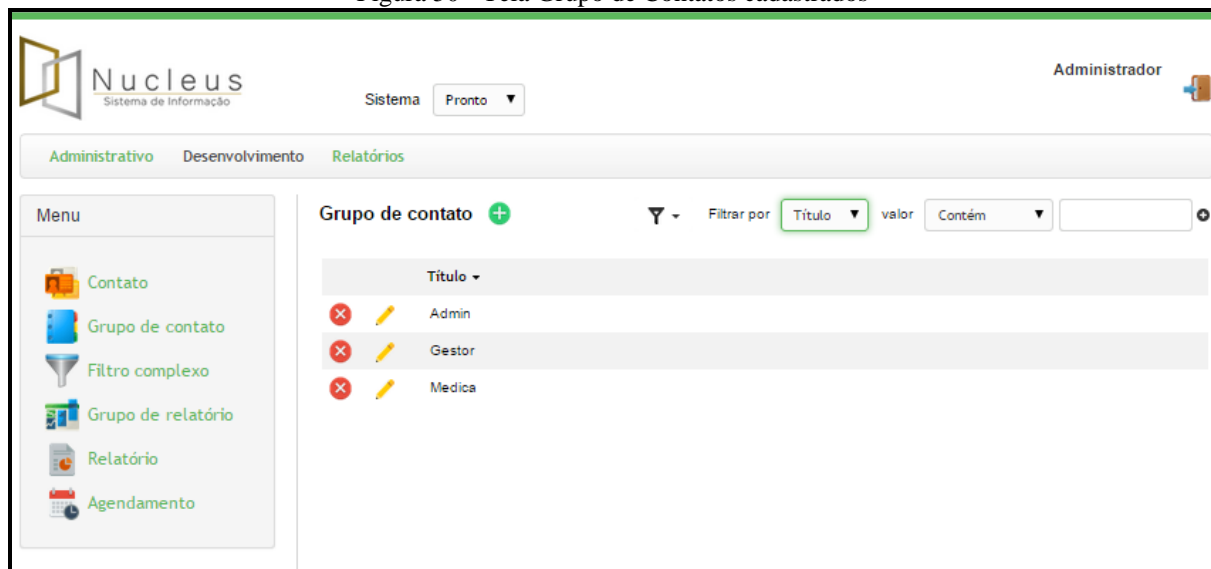 Nucleus
Sistema de Informação
Sistema Pronto
Administrador
Administrativo Desenvolvimento Relatórios
Menu
Contato
Grupo de contato
Filtro complexo
Grupo de relatório
Relatório
Agendamento
Grupo de contato
Filtrar por Título valor Contém
Título
Admin
Gestor
Medica